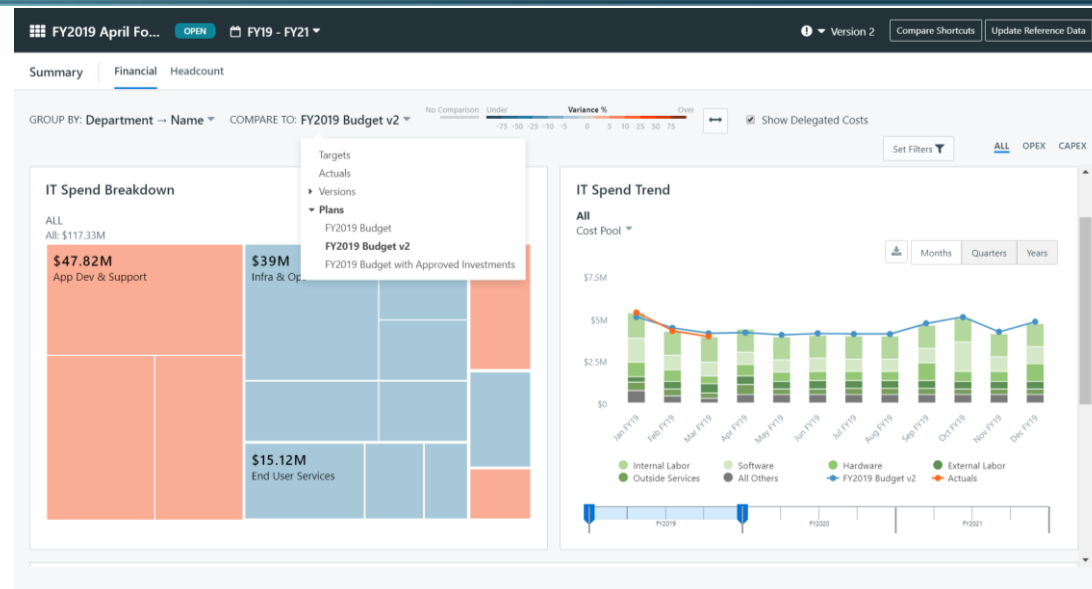 FY2019 April Fo... OPEN FY19 - FY21 Version 2 Compare Shortcuts Update Reference Data
Summary Financial Headcount
GROUP BY: Department → Name COMPARE TO: FY2019 Budget v2 No Comparison Under Variance % Over Show Delegated Costs
-75 -50 -25 -10 -5 0 5 10 25 50 75
Set Filters ALL OPEX CAPEX
Targets
Actuals
Versions
Plans
FY2019 Budget
FY2019 Budget v2
FY2019 Budget with Approved Investments
IT Spend Breakdown
ALL
All: $117.33M
$47.82M
App Dev & Support
$39M
Infra & Op
$15.12M
End User Services
IT Spend Trend
All
Cost Pool
Months Quarters Years
$7.5M
$5M
$2.5M
$0
Jan FY19 Feb FY19 Mar FY19 Apr FY19 May FY19 Jun FY19 Jul FY19 Aug FY19 Sep FY19 Oct FY19 Nov FY19 Dec FY19
Internal Labor Software Hardware External Labor
Outside Services All Others FY2019 Budget v2 Actuals
FY2019 FY2020 FY2021